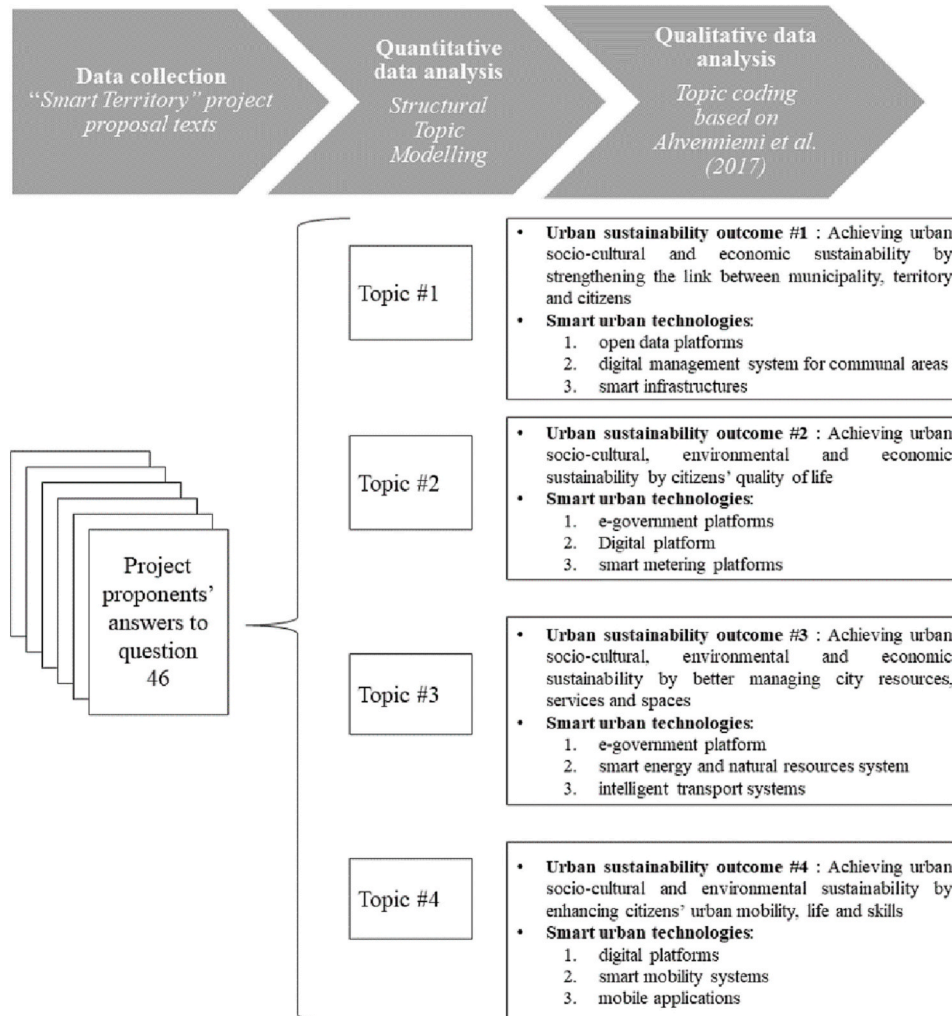 Data collection
“Smart Territory” project
proposal texts
Quantitative
data analysis
Structural
Topic
Modelling
Qualitative data
analysis
Topic coding
based on
Ahvenniemi et al.
(2017)
Project
proponents’
answers to
question
46
Topic #1
• Urban sustainability outcome #1 : Achieving urban
socio-cultural and economic sustainability by
strengthening the link between municipality, territory
and citizens
• Smart urban technologies:
1. open data platforms
2. digital management system for communal areas
3. smart infrastructures
Topic #2
• Urban sustainability outcome #2 : Achieving urban
socio-cultural, environmental and economic
sustainability by citizens’ quality of life
• Smart urban technologies:
1. e-government platforms
2. Digital platform
3. smart metering platforms
Topic #3
• Urban sustainability outcome #3 : Achieving urban
socio-cultural, environmental and economic
sustainability by better managing city resources,
services and spaces
• Smart urban technologies:
1. e-government platform
2. smart energy and natural resources system
3. intelligent transport systems
Topic #4
• Urban sustainability outcome #4 : Achieving urban
socio-cultural and environmental sustainability by
enhancing citizens’ urban mobility, life and skills
• Smart urban technologies:
1. digital platforms
2. smart mobility systems
3. mobile applications